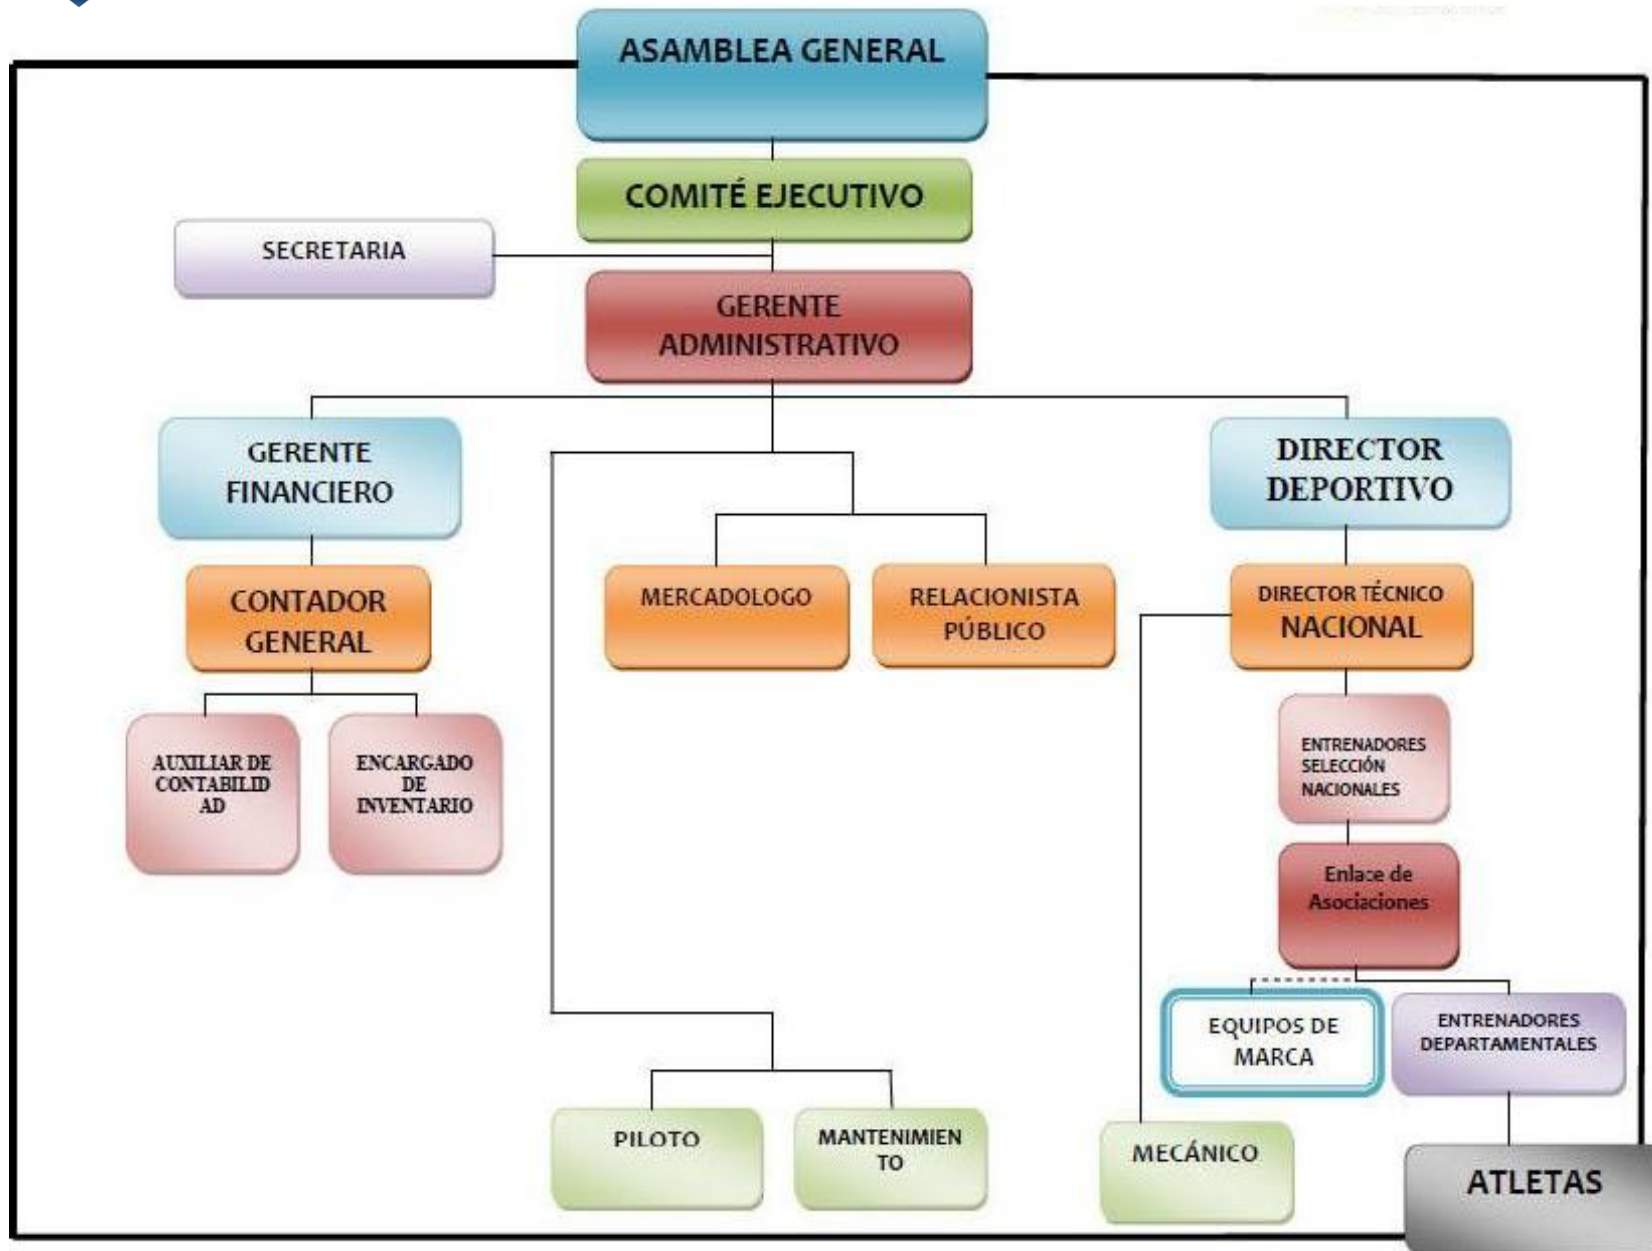 ASAMBLEA GENERAL
COMITÉ EJECUTIVO
SECRETARIA
GERENTE
ADMINISTRATIVO
GERENTE
FINANCIERO
DIRECTOR
DEPORTIVO
CONTADOR
GENERAL
MERCADOLOGO
RELACIONISTA
PÚBLICO
DIRECTOR TÉCNICO
NACIONAL
AUXILIAR DE
CONTABILID
AD
ENCARGADO
DE
INVENTARIO
ENTRENADORES
SELECCIÓN
NACIONALES
Enlace de
Asociaciones
EQUIPOS DE
MARCA
ENTRENADORES
DEPARTAMENTALES
PILOTO
MANTENIMIEN
TO
MECÁNICO
ATLETAS